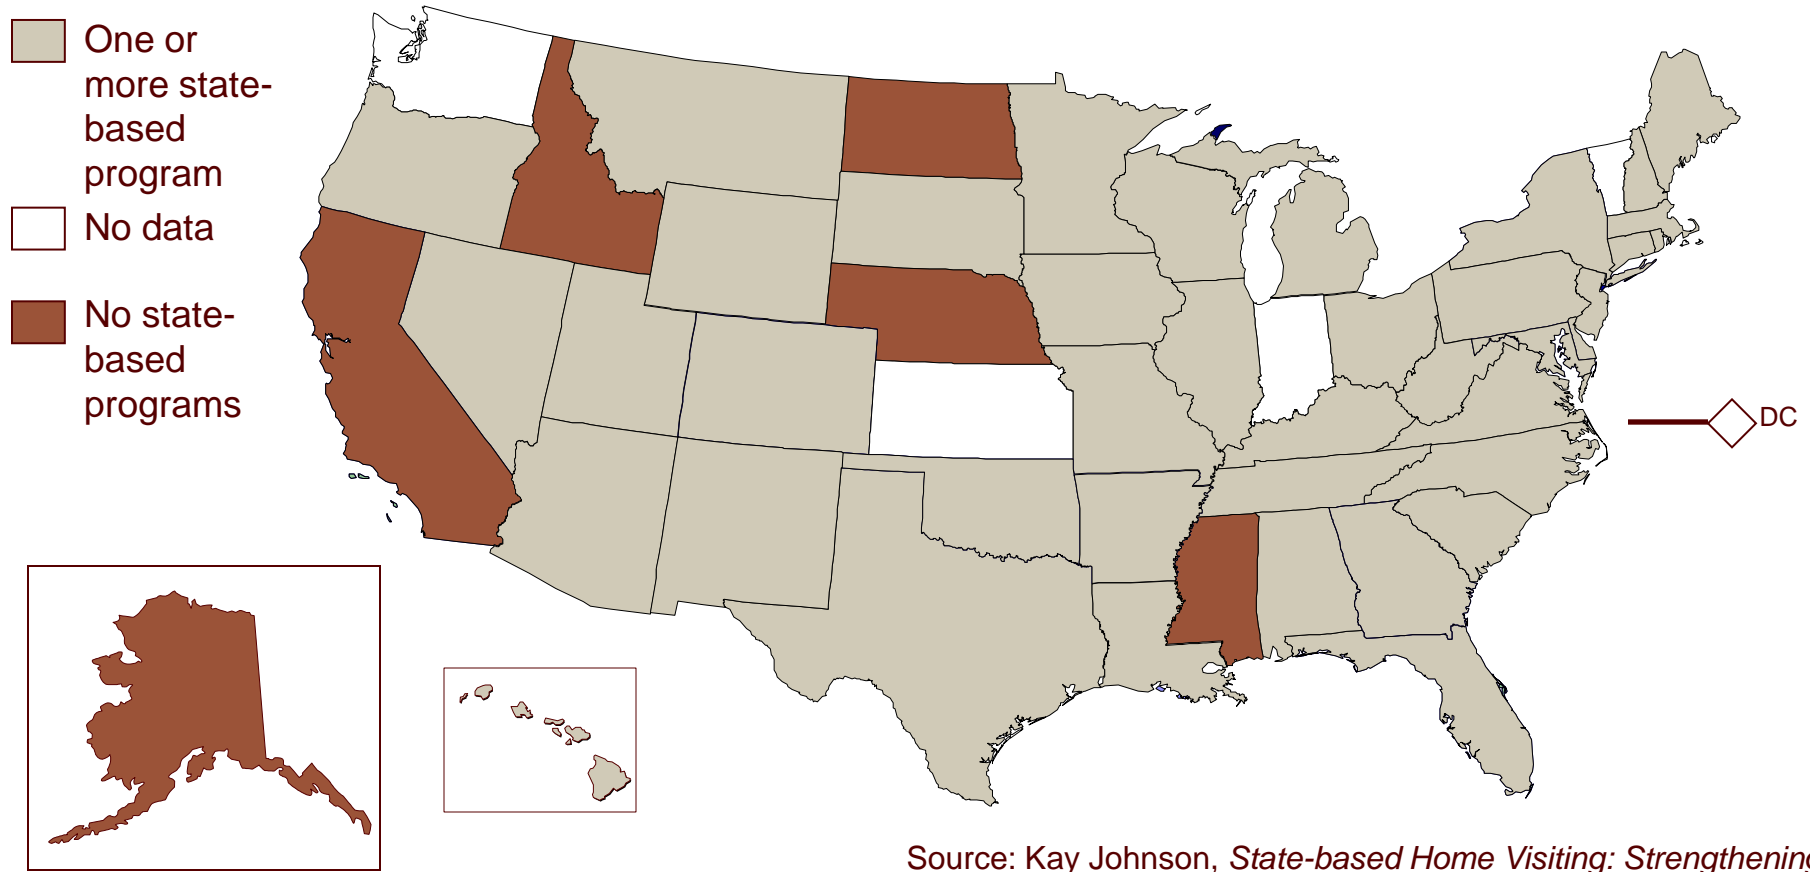 One or
more state-
based
program
No data
No state-
based
programs
DC
Source: Kay Johnson, State-based Home Visiting: Strengthening